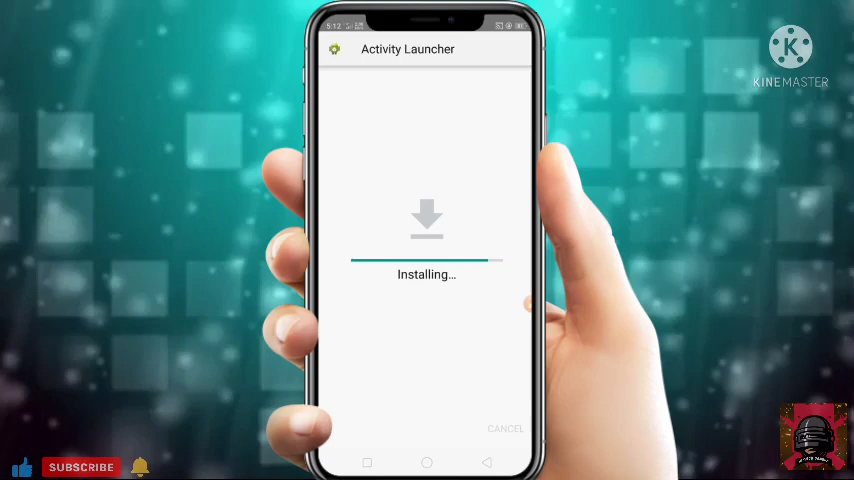 5:12
Activity Launcher
KINEMASTER
Installing...
CANCEL
SUBSCRIBE